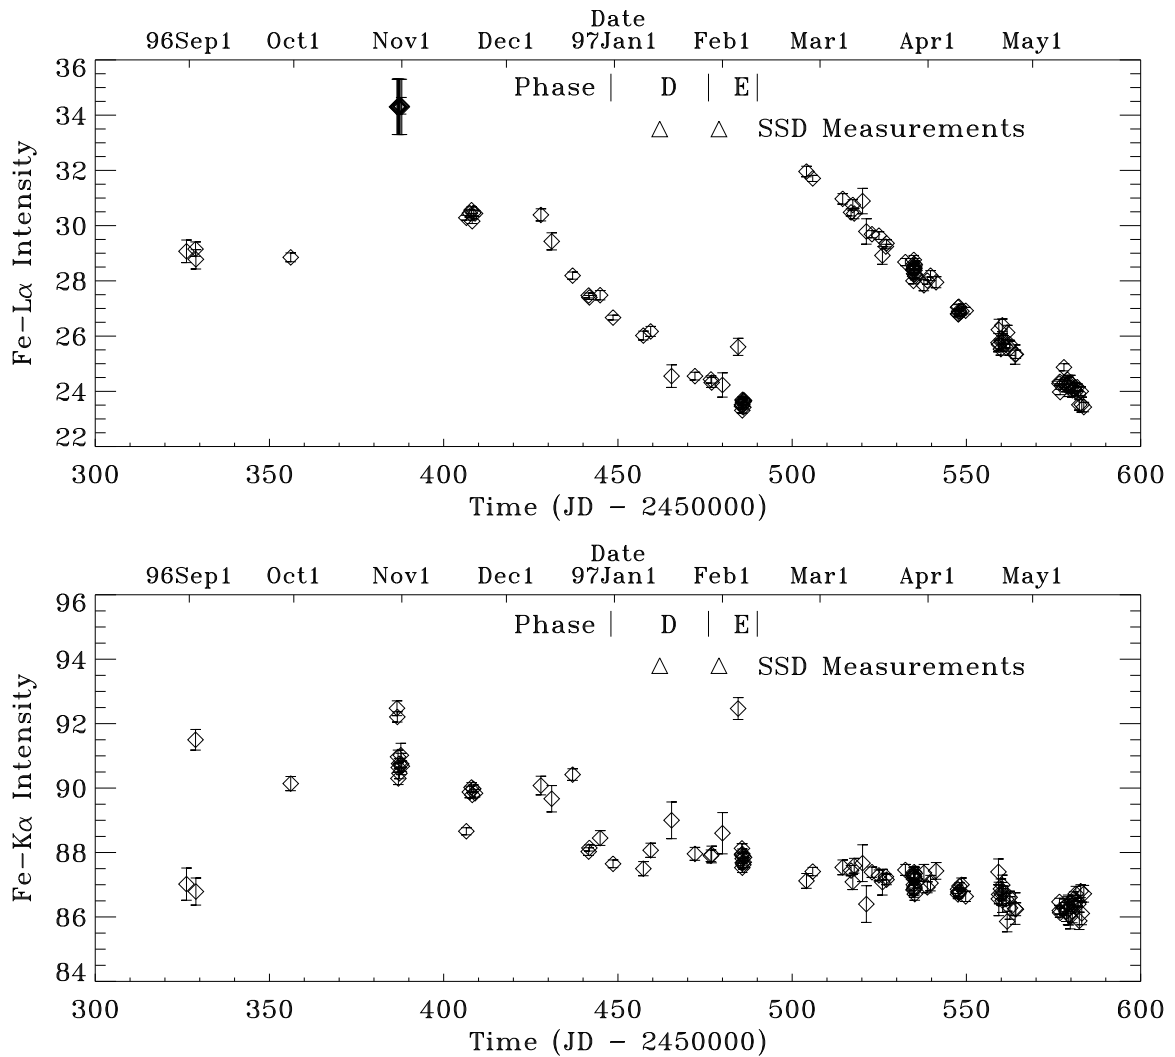 Date
96Sep1 Oct1 Nov1 Dec1 97Jan1 Feb1 Mar1 Apr1 May1
36
34
32
30
28
26
24
22
Fe−Lα Intensity
Phase | D | E |
△ △ SSD Measurements
300 350 400 450 500 550 600
Time (JD − 2450000)
Date
96Sep1 Oct1 Nov1 Dec1 97Jan1 Feb1 Mar1 Apr1 May1
96
94
92
90
88
86
84
Fe−Kα Intensity
Phase | D | E |
△ △ SSD Measurements
300 350 400 450 500 550 600
Time (JD − 2450000)